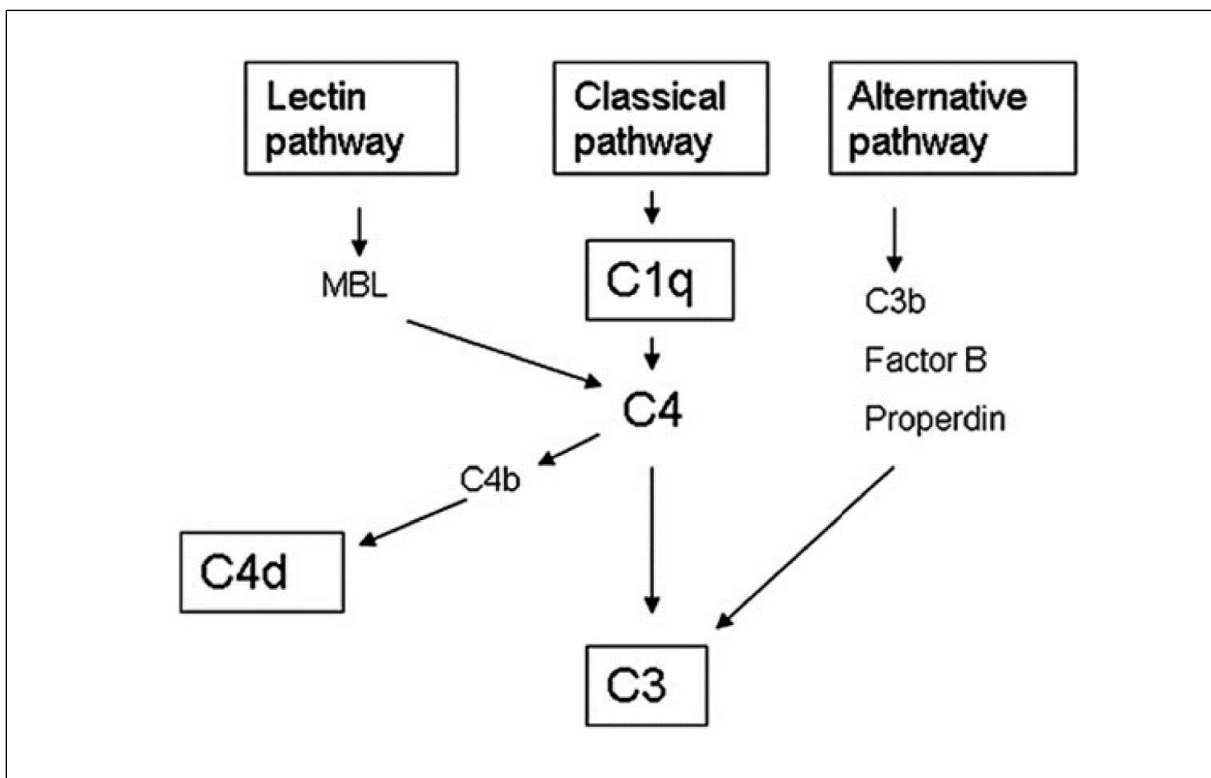 Lectin
pathway
Classical
pathway
Alternative
pathway
MBL
C1q
C3b
Factor B
Properdin
C4
C4b
C4d
C3